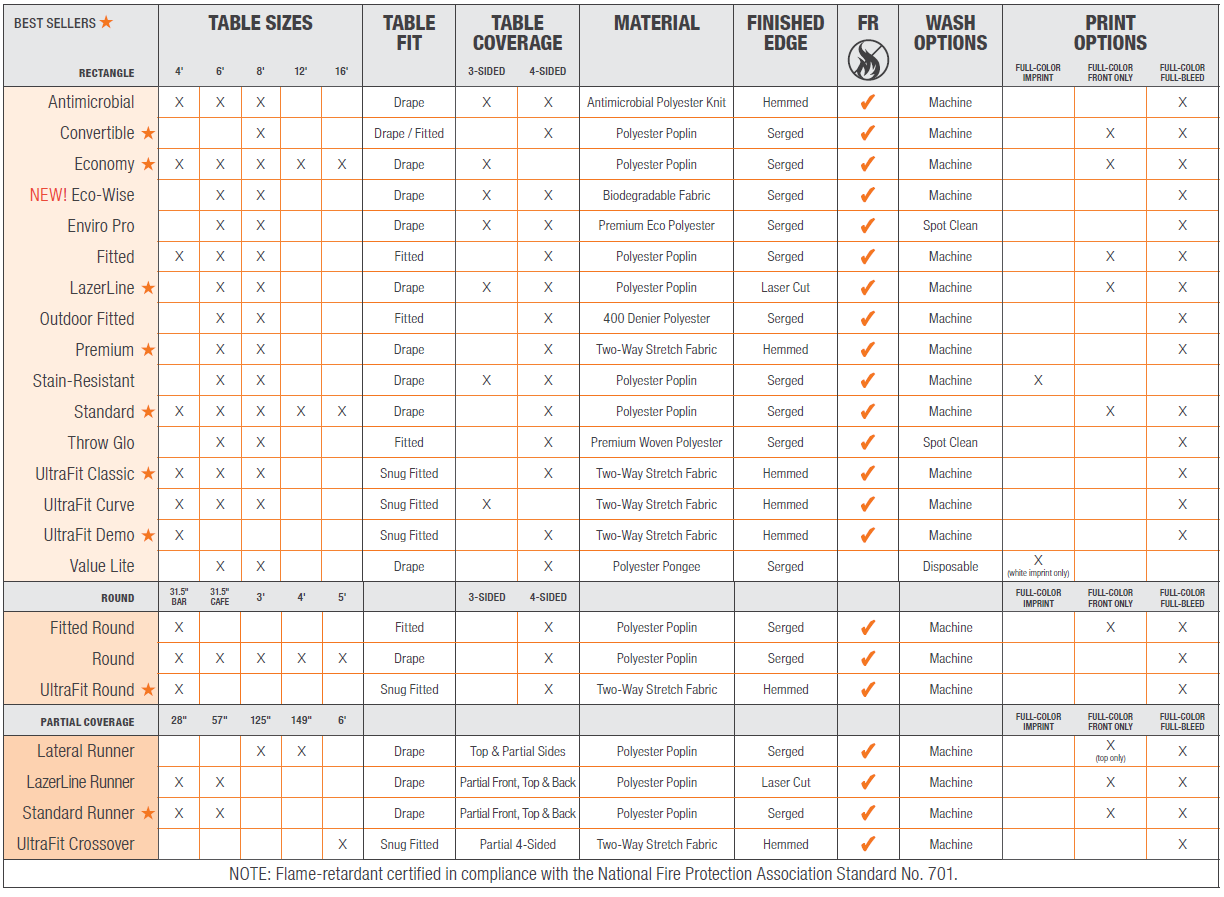 BEST SELLERS ★ TABLE SIZES TABLE FIT TABLE COVERAGE MATERIAL FINISHED EDGE FR WASH OPTIONS PRINT OPTIONS
RECTANGLE 4' 6' 8' 12' 16' 3-SIDED 4-SIDED FULL-COLOR IMPRINT FULL-COLOR FRONT ONLY FULL-COLOR FULL-BLEED
Antimicrobial X X X Drape X X Antimicrobial Polyester Knit Hemmed ✔ Machine X
Convertible ★ X Drape / Fitted X Polyester Poplin Serged ✔ Machine X X
Economy ★ X X X X X Drape X Polyester Poplin Serged ✔ Machine X X
NEW! Eco-Wise X X Drape X X Biodegradable Fabric Serged ✔ Machine X
Enviro Pro X X Drape X X Premium Eco Polyester Serged ✔ Spot Clean X
Fitted X X X Fitted X Polyester Poplin Serged ✔ Machine X X
LazerLine ★ X X Drape X X Polyester Poplin Laser Cut ✔ Machine X X
Outdoor Fitted X X Fitted X 400 Denier Polyester Serged ✔ Machine X
Premium ★ X X Drape X Two-Way Stretch Fabric Hemmed ✔ Machine X
Stain-Resistant X X Drape X X Polyester Poplin Serged ✔ Machine X
Standard ★ X X X X X Drape X Polyester Poplin Serged ✔ Machine X X
Throw Glo X X Fitted X Premium Woven Polyester Serged ✔ Spot Clean X
UltraFit Classic ★ X X X Snug Fitted X Two-Way Stretch Fabric Hemmed ✔ Machine X
UltraFit Curve X X X Snug Fitted X Two-Way Stretch Fabric Hemmed ✔ Machine X
UltraFit Demo ★ X Snug Fitted X Two-Way Stretch Fabric Hemmed ✔ Machine X
Value Lite X X Drape X Polyester Pongee Serged Disposable X (white imprint only)
ROUND 31.5" BAR 31.5" CAFE 3' 4' 5' 3-SIDED 4-SIDED FULL-COLOR IMPRINT FULL-COLOR FRONT ONLY FULL-COLOR FULL-BLEED
Fitted Round X Fitted X Polyester Poplin Serged ✔ Machine X X
Round X X X X X Drape X Polyester Poplin Serged ✔ Machine X
UltraFit Round ★ X Snug Fitted X Two-Way Stretch Fabric Hemmed ✔ Machine X
PARTIAL COVERAGE 28" 57" 125" 149" 6' FULL-COLOR IMPRINT FULL-COLOR FRONT ONLY FULL-COLOR FULL-BLEED
Lateral Runner X X Drape Top & Partial Sides Polyester Poplin Serged ✔ Machine X (top only) X
LazerLine Runner X X Drape Partial Front, Top & Back Polyester Poplin Laser Cut ✔ Machine X X
Standard Runner ★ X X Drape Partial Front, Top & Back Polyester Poplin Serged ✔ Machine X X
UltraFit Crossover X Snug Fitted Partial 4-Sided Two-Way Stretch Fabric Hemmed ✔ Machine X
NOTE: Flame-retardant certified in compliance with the National Fire Protection Association Standard No. 701.